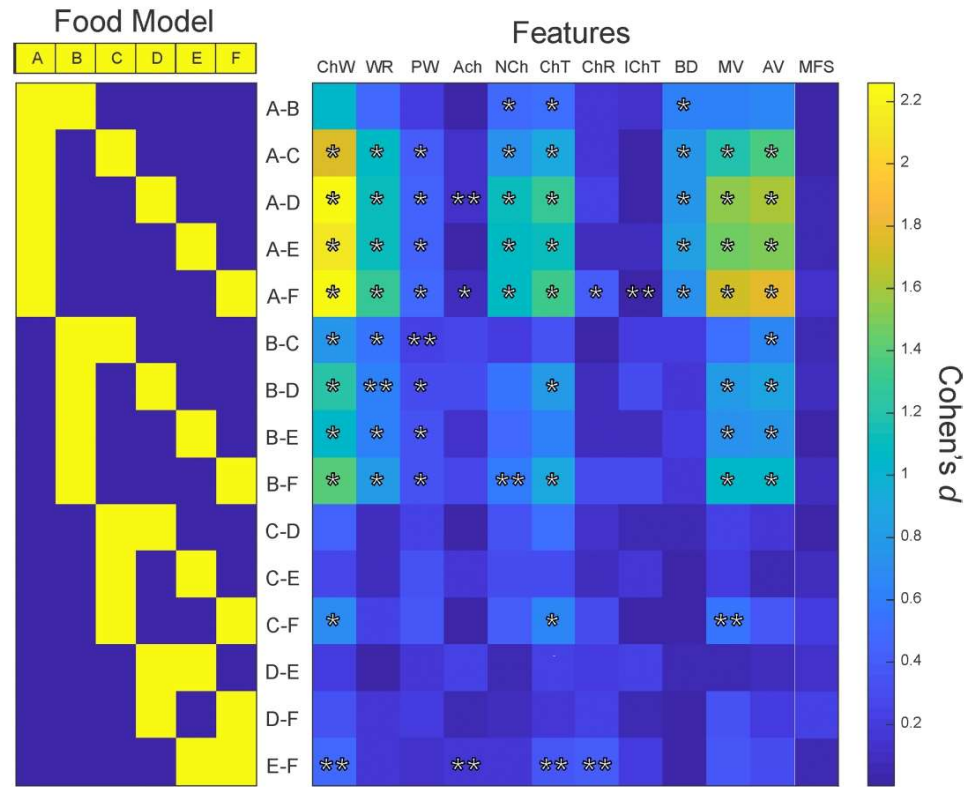 Food Model
Features
A B C D E F
ChW WR PW Ach NCh ChT ChR IChT BD MV AV MFS
A-B * * *
A-C * * * * * * * *
A-D * * * ** * * * * *
A-E * * * * * * * *
A-F * * * * * * * ** * * *
B-C * * ** *
B-D * ** * * * *
B-E * * * * *
B-F * * * ** * * *
C-D
C-E
C-F * * **
D-E
D-F
E-F ** ** ** **
2.2
2
1.8
1.6
1.4
1.2
1
0.8
0.6
0.4
0.2
Cohen's d